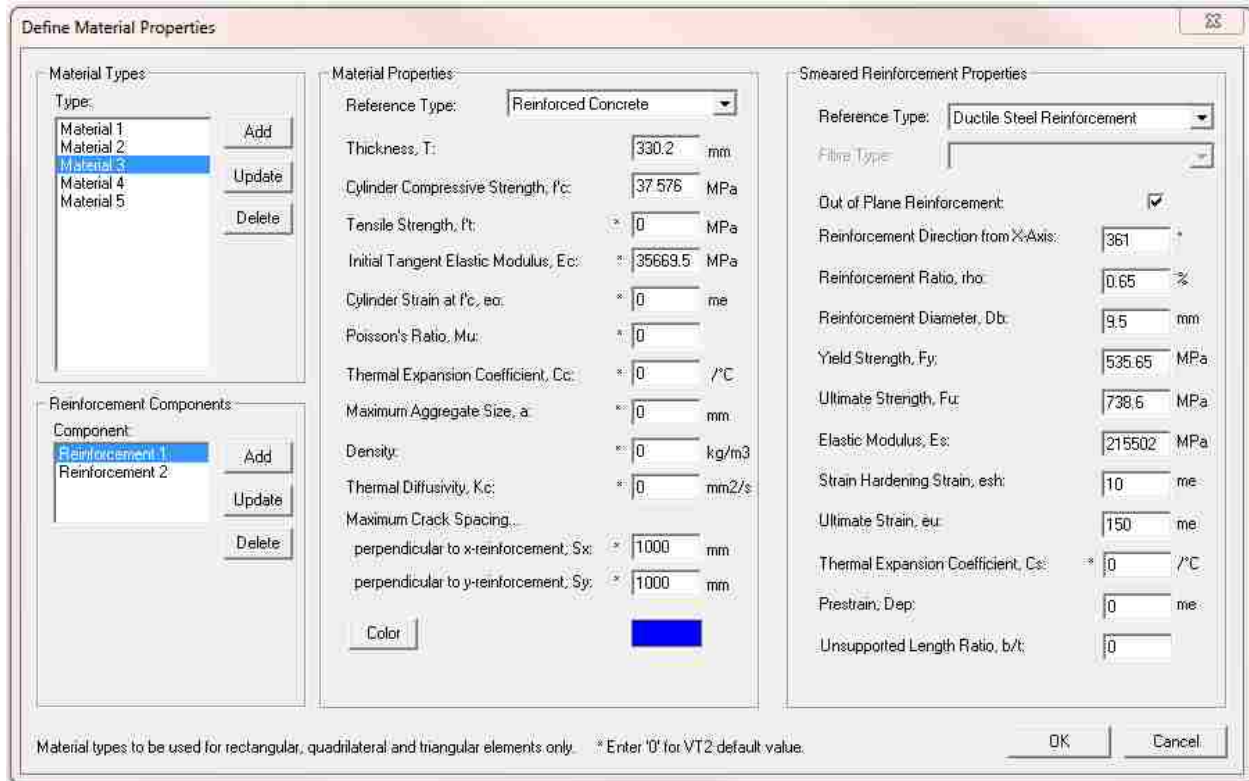 Define Material Properties
Material Types
Type:
Material 1
Material 2
Material 3
Material 4
Material 5
Add
Update
Delete
Reinforcement Components
Component:
Reinforcement 1
Reinforcement 2
Add
Update
Delete
Material Properties
Reference Type: Reinforced Concrete
Thickness, T: 330.2 mm
Cylinder Compressive Strength, f'c: 37.576 MPa
Tensile Strength, f't: * 0 MPa
Initial Tangent Elastic Modulus, Ec: * 35669.5 MPa
Cylinder Strain at f'c, eo: * 0 me
Poisson's Ratio, Mu: * 0
Thermal Expansion Coefficient, Cc: * 0 /°C
Maximum Aggregate Size, a: * 0 mm
Density: * 0 kg/m3
Thermal Diffusivity, Kc: * 0 mm2/s
Maximum Crack Spacing...
perpendicular to x-reinforcement, Sx: * 1000 mm
perpendicular to y-reinforcement, Sy: * 1000 mm
Color
Smeared Reinforcement Properties
Reference Type: Ductile Steel Reinforcement
Fibre Type:
Out of Plane Reinforcement:
Reinforcement Direction from X-Axis: 361 °
Reinforcement Ratio, rho: 0.65 %
Reinforcement Diameter, Db: 9.5 mm
Yield Strength, Fy: 535.65 MPa
Ultimate Strength, Fu: 738.6 MPa
Elastic Modulus, Es: 215502 MPa
Strain Hardening Strain, esh: 10 me
Ultimate Strain, eu: 150 me
Thermal Expansion Coefficient, Cs: * 0 /°C
Prestrain, Dep: 0 me
Unsupported Length Ratio, b/t: 0
Material types to be used for rectangular, quadrilateral and triangular elements only. * Enter '0' for VT2 default value.
OK
Cancel